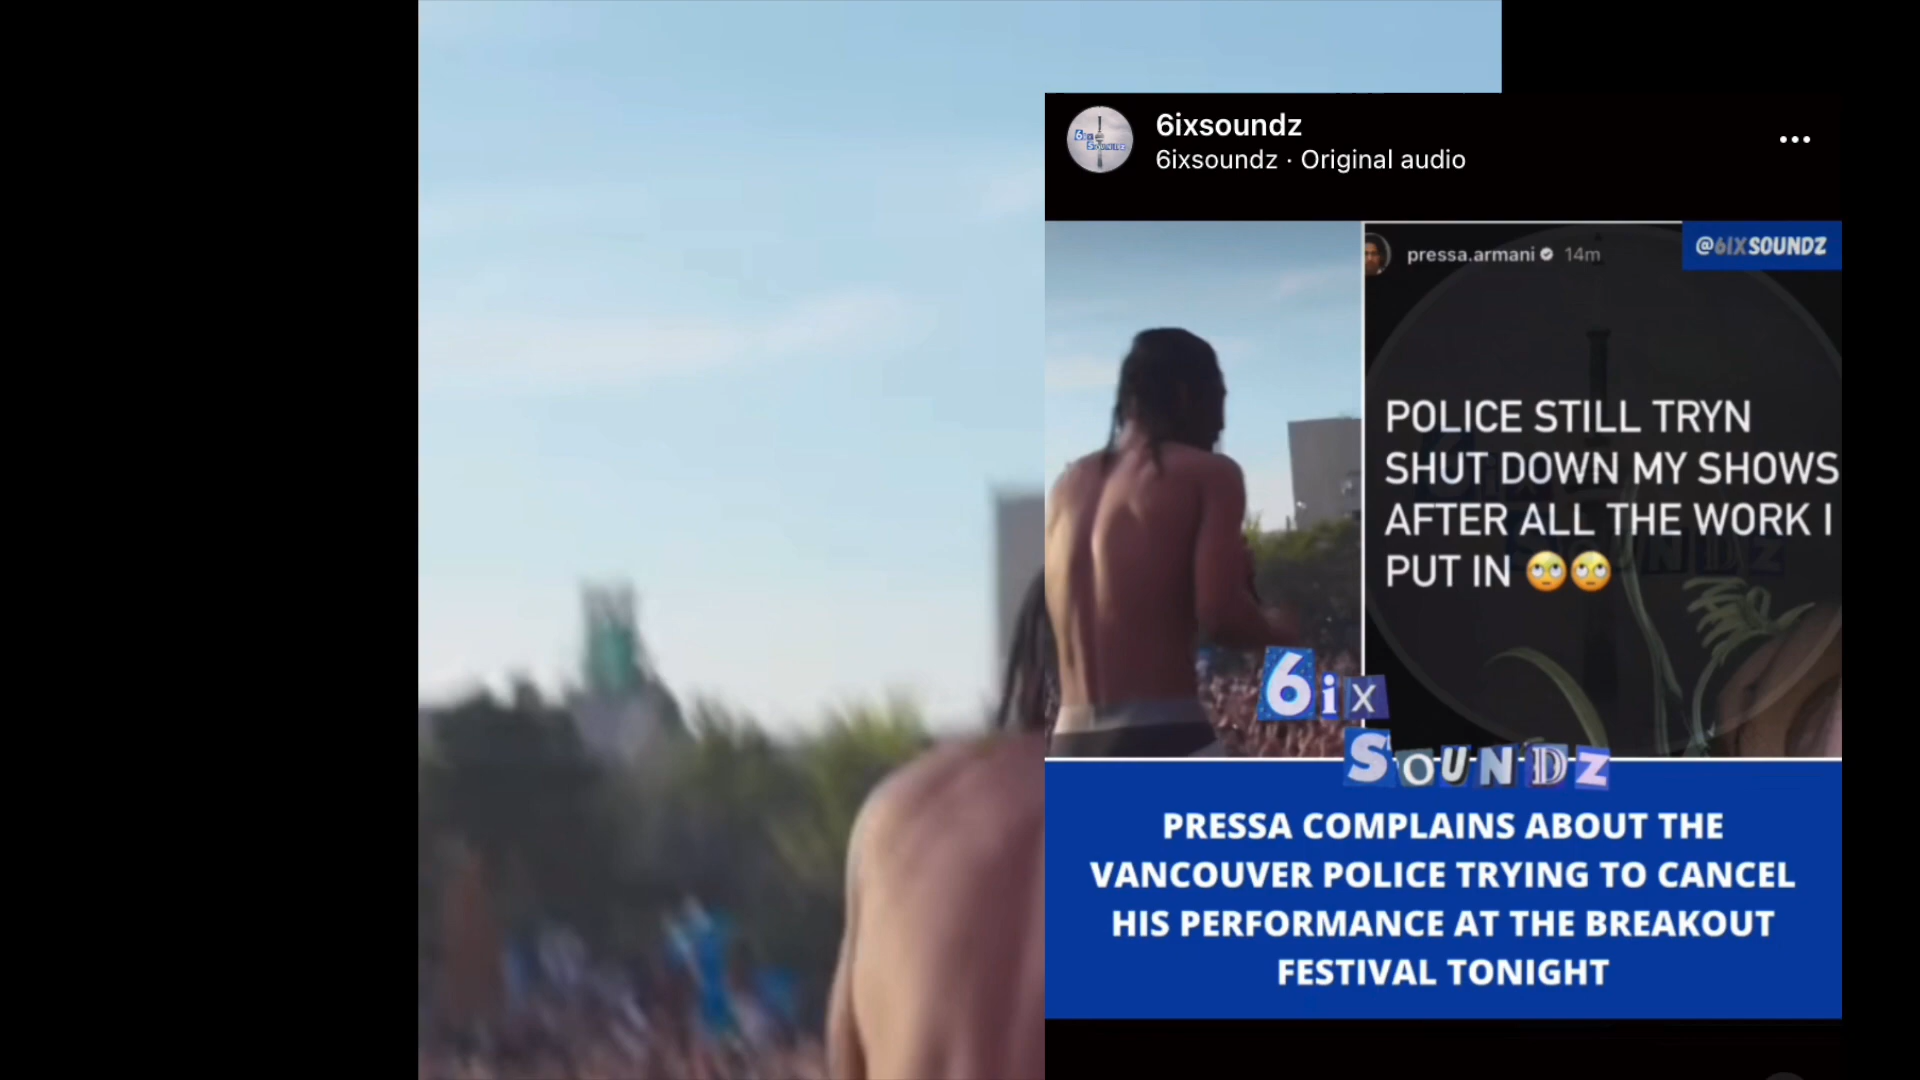 6ixsoundz
6ixsoundz · Original audio
pressa.armani 14m
@6IXSOUNDZ
POLICE STILL TRYN
SHUT DOWN MY SHOWS
AFTER ALL THE WORK I
PUT IN 🙄🙄
6ix
SOUNDZ
PRESSA COMPLAINS ABOUT THE
VANCOUVER POLICE TRYING TO CANCEL
HIS PERFORMANCE AT THE BREAKOUT
FESTIVAL TONIGHT